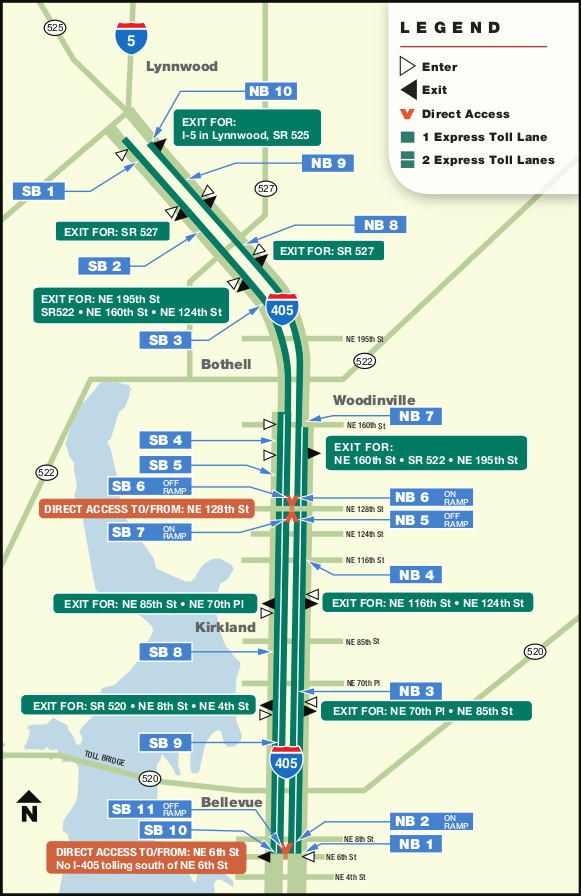 525
5
Lynnwood
LEGEND
Enter
Exit
Direct Access
1 Express Toll Lane
2 Express Toll Lanes
NB 10
EXIT FOR:
I-5 in Lynnwood, SR 525
NB 9
SB 1
527
NB 8
EXIT FOR: SR 527
EXIT FOR: SR 527
SB 2
EXIT FOR: NE 195th St
SR522 • NE 160th St • NE 124th St
405
SB 3
NE 195th St
522
Bothell
Woodinville
NB 7
NE 160th St
SB 4
EXIT FOR:
NE 160th St • SR 522 • NE 195th St
SB 5
522
SB 6 OFF RAMP
NB 6 ON RAMP
DIRECT ACCESS TO/FROM: NE 128th St
NE 128th St
NB 5 OFF RAMP
SB 7 ON RAMP
NE 124th St
NE 116th St
NB 4
EXIT FOR: NE 85th St • NE 70th Pl
EXIT FOR: NE 116th St • NE 124th St
Kirkland
NE 85th St
SB 8
520
NE 70th Pl
NB 3
EXIT FOR: SR 520 • NE 8th St • NE 4th St
EXIT FOR: NE 70th Pl • NE 85th St
SB 9
TOLL BRIDGE
405
520
N
Bellevue
SB 11 OFF RAMP
NB 2 ON RAMP
SB 10
NE 8th St
NB 1
DIRECT ACCESS TO/FROM: NE 6th St
No I-405 tolling south of NE 6th St
NE 6th St
NE 4th St